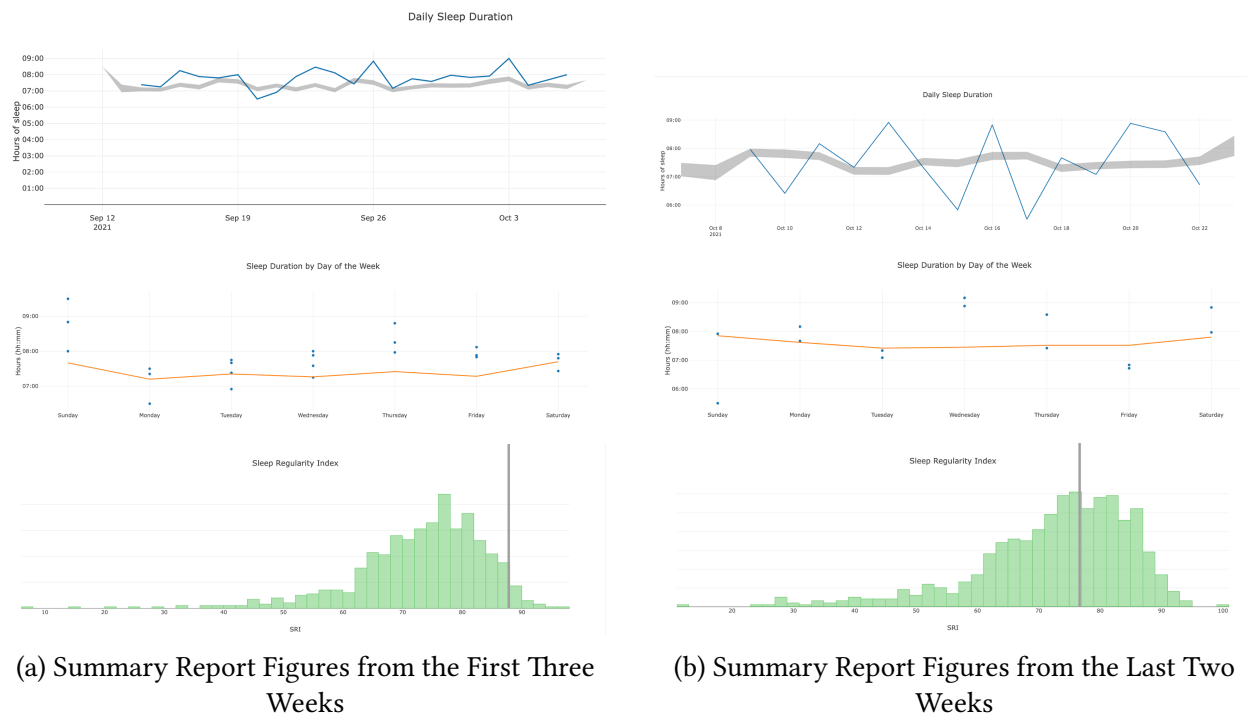 Daily Sleep Duration
Hours of sleep
09:00
08:00
07:00
06:00
05:00
04:00
03:00
02:00
01:00
Sep 12
2021
Sep 19
Sep 26
Oct 3
Sleep Duration by Day of the Week
Hours (hh:mm)
09:00
08:00
07:00
Sunday
Monday
Tuesday
Wednesday
Thursday
Friday
Saturday
Sleep Regularity Index
10
20
30
40
50
60
70
80
90
SRI
(a) Summary Report Figures from the First Three
Weeks
Daily Sleep Duration
Hours of sleep
09:00
08:00
07:00
06:00
Oct 8
2021
Oct 10
Oct 12
Oct 14
Oct 16
Oct 18
Oct 20
Oct 22
Sleep Duration by Day of the Week
Hours (hh:mm)
09:00
08:00
07:00
06:00
Sunday
Monday
Tuesday
Wednesday
Thursday
Friday
Saturday
Sleep Regularity Index
20
30
40
50
60
70
80
90
100
SRI
(b) Summary Report Figures from the Last Two
Weeks